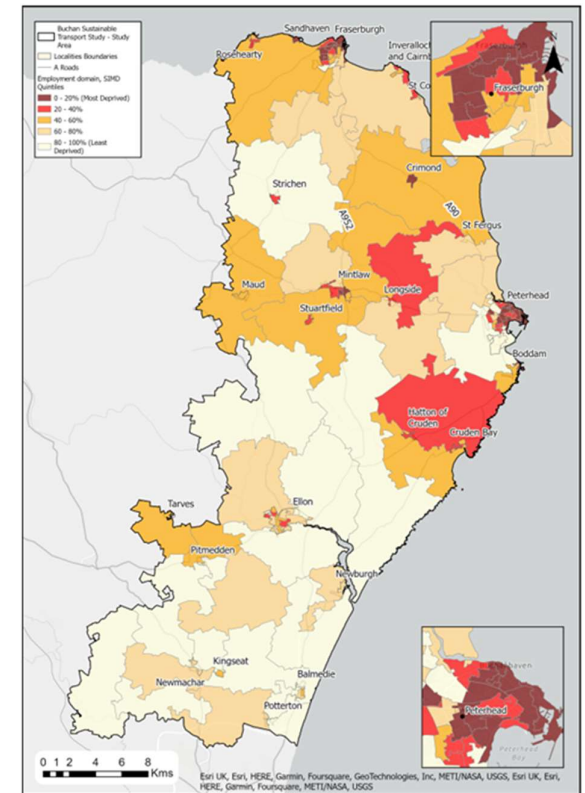 Buchan Sustainable
Transport Study - Study
Area
Localities Boundaries
A Roads
Employment domain, SIMD
Quintiles
0 - 20% (Most Deprived)
20 - 40%
40 - 60%
60 - 80%
80 - 100% (Least
Deprived)
Sandhaven
Fraserburgh
Rosehearty
Inveralloch
and Cairnb
St Co
Fraserburgh
Fraserburgh
N
Crimond
Strichen
A952
A90
St Fergus
Mintlaw
Maud
Longside
Stuartfield
Peterhead
Boddam
Hatton of
Cruden
Cruden Bay
Ellon
Tarves
Pitmedden
Newburgh
Kingseat
Balmedie
Newmachar
Potterton
Peterhead
Peterhead
Bay
0 1 2 4 6 8
Kms
Esri UK, Esri, HERE, Garmin, Foursquare, GeoTechnologies, Inc, METI/NASA, USGS, Esri UK, Esri,
HERE, Garmin, Foursquare, METI/NASA, USGS